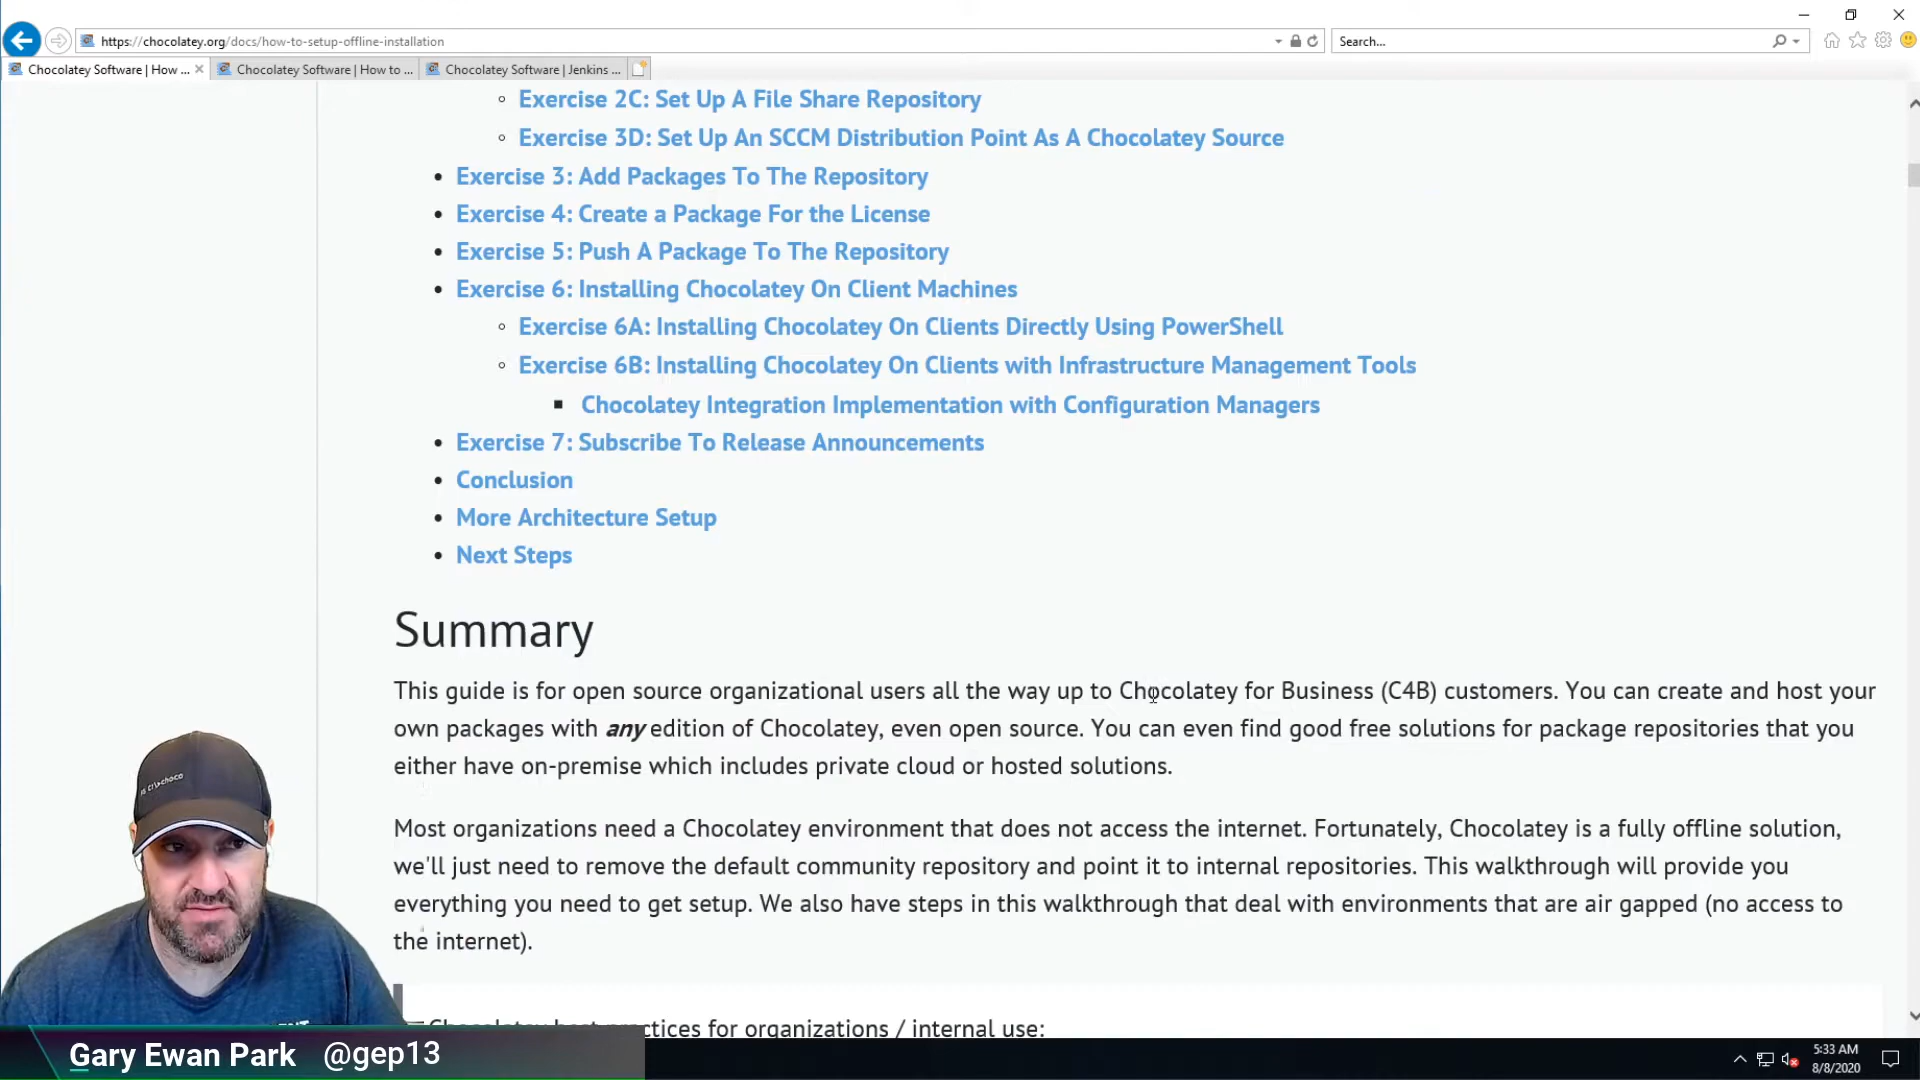 https://chocolatey.org/docs/how-to-setup-offline-installation
Search...
Chocolatey Software | How ...
Chocolatey Software | How to ...
Chocolatey Software | Jenkins ...
Exercise 2C: Set Up A File Share Repository
Exercise 3D: Set Up An SCCM Distribution Point As A Chocolatey Source
Exercise 3: Add Packages To The Repository
Exercise 4: Create a Package For the License
Exercise 5: Push A Package To The Repository
Exercise 6: Installing Chocolatey On Client Machines
Exercise 6A: Installing Chocolatey On Clients Directly Using PowerShell
Exercise 6B: Installing Chocolatey On Clients with Infrastructure Management Tools
Chocolatey Integration Implementation with Configuration Managers
Exercise 7: Subscribe To Release Announcements
Conclusion
More Architecture Setup
Next Steps
Summary
This guide is for open source organizational users all the way up to Chocolatey for Business (C4B) customers. You can create and host your
own packages with any edition of Chocolatey, even open source. You can even find good free solutions for package repositories that you
either have on-premise which includes private cloud or hosted solutions.
Most organizations need a Chocolatey environment that does not access the internet. Fortunately, Chocolatey is a fully offline solution,
we'll just need to remove the default community repository and point it to internal repositories. This walkthrough will provide you
everything you need to get setup. We also have steps in this walkthrough that deal with environments that are air gapped (no access to
the internet).
Chocolatey best practices for organizations / internal use:
Gary Ewan Park @gep13
5:33 AM
8/8/2020